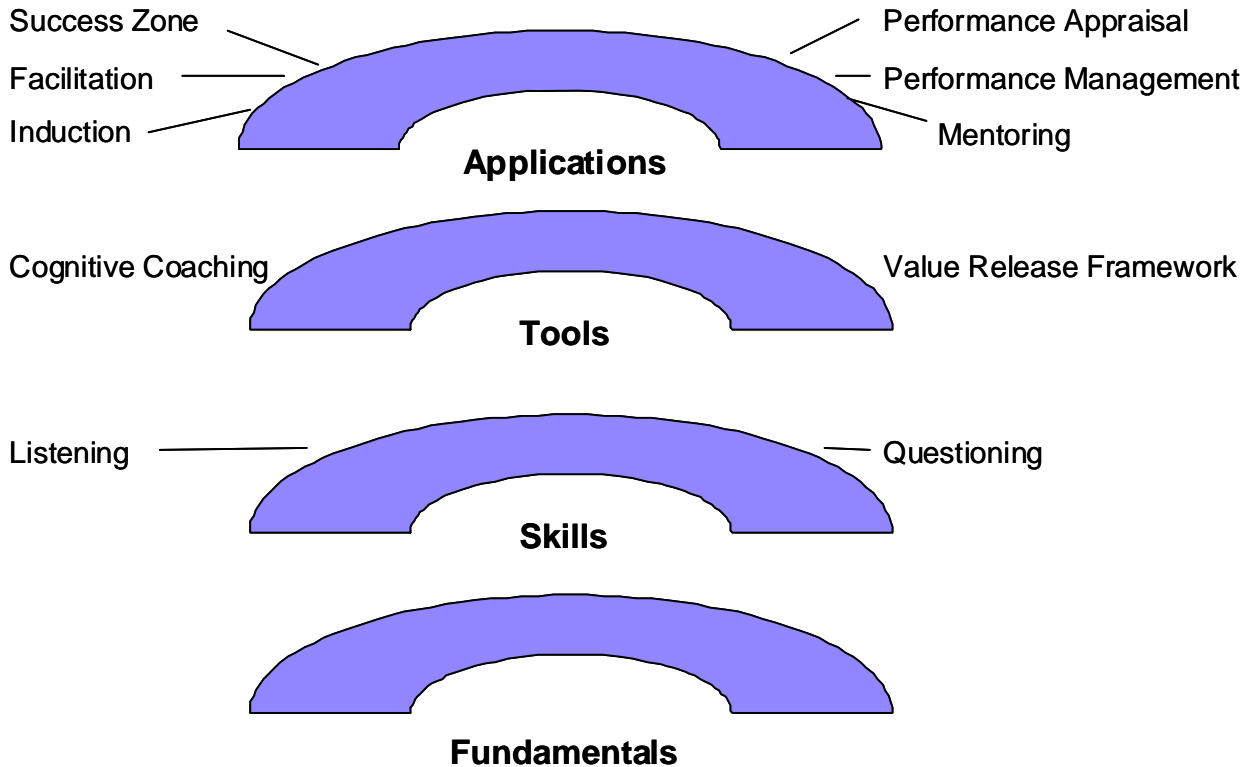 Success Zone
Performance Appraisal
Facilitation
Performance Management
Induction
Mentoring
Applications
Cognitive Coaching
Value Release Framework
Tools
Listening
Questioning
Skills
Fundamentals